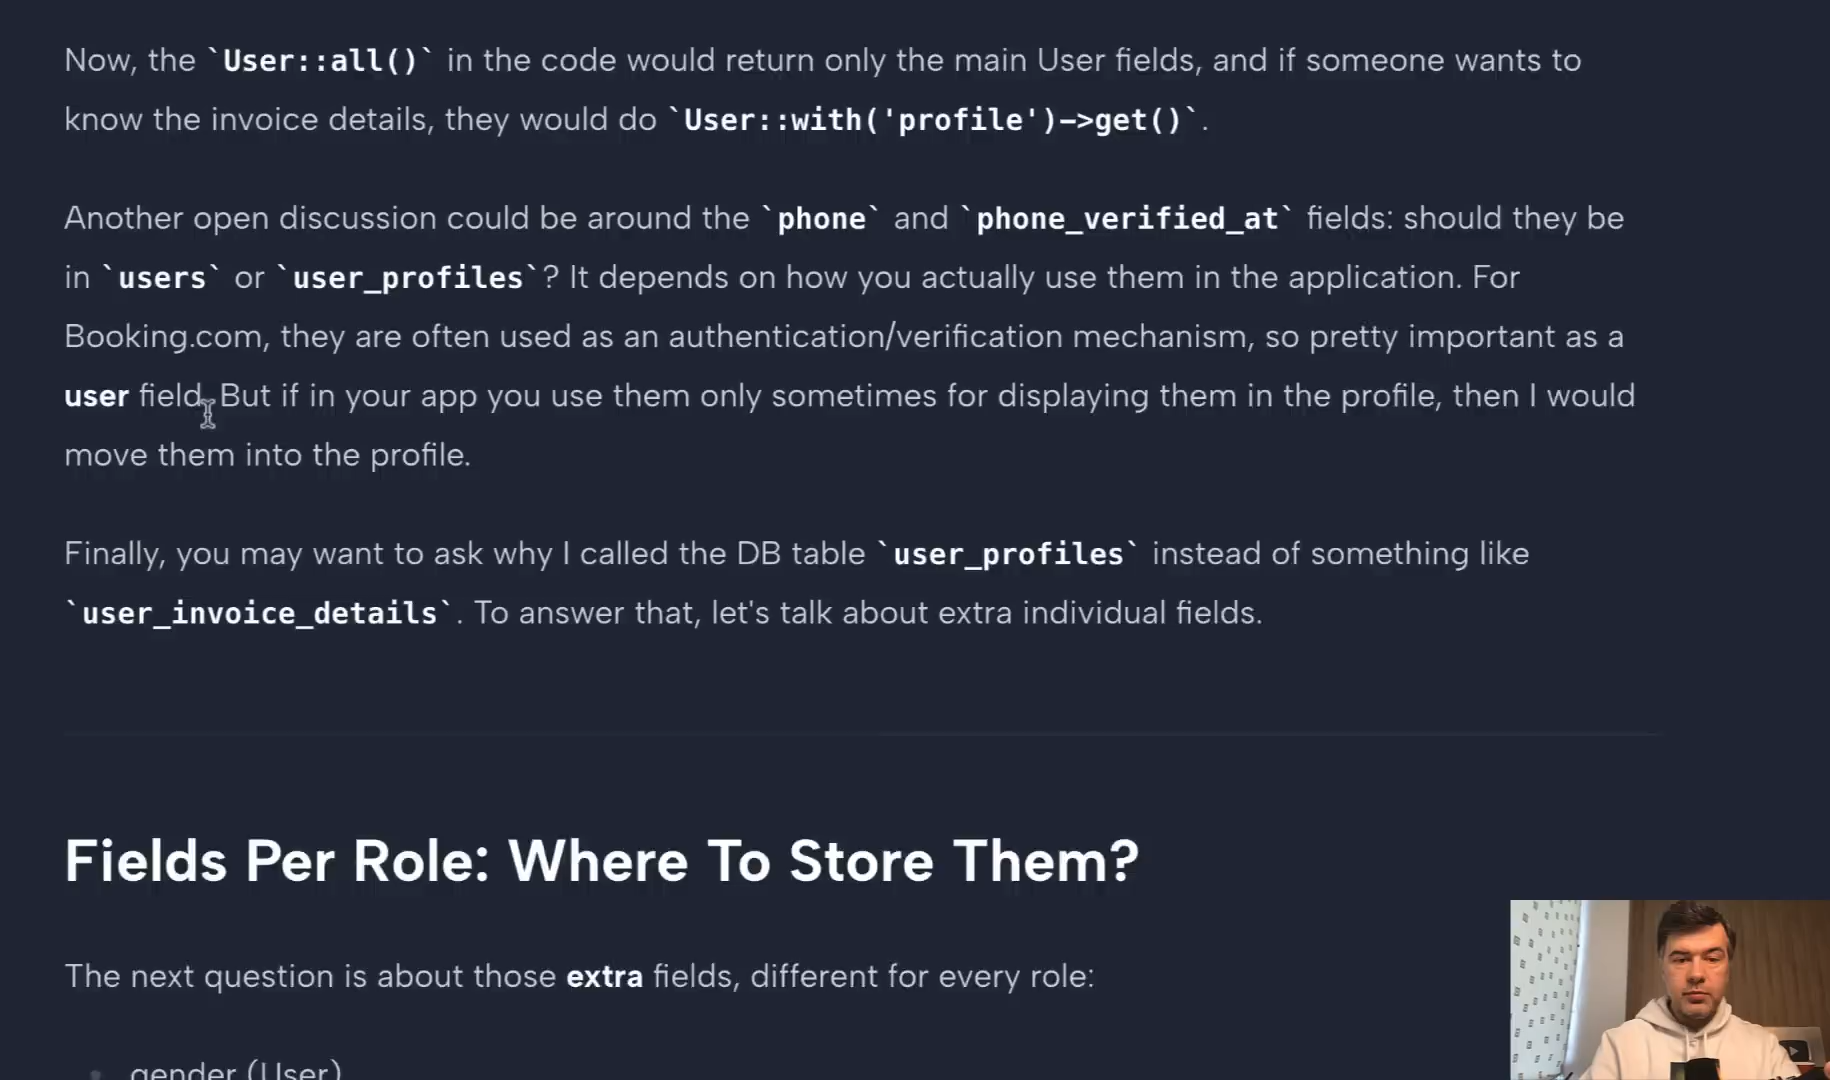 Now, the `User::all()` in the code would return only the main User fields, and if someone wants to
know the invoice details, they would do `User::with('profile')->get()`.
Another open discussion could be around the `phone` and `phone_verified_at` fields: should they be
in `users` or `user_profiles`? It depends on how you actually use them in the application. For
Booking.com, they are often used as an authentication/verification mechanism, so pretty important as a
user field. But if in your app you use them only sometimes for displaying them in the profile, then I would
move them into the profile.
Finally, you may want to ask why I called the DB table `user_profiles` instead of something like
`user_invoice_details`. To answer that, let's talk about extra individual fields.
Fields Per Role: Where To Store Them?
The next question is about those extra fields, different for every role:
gender (User)